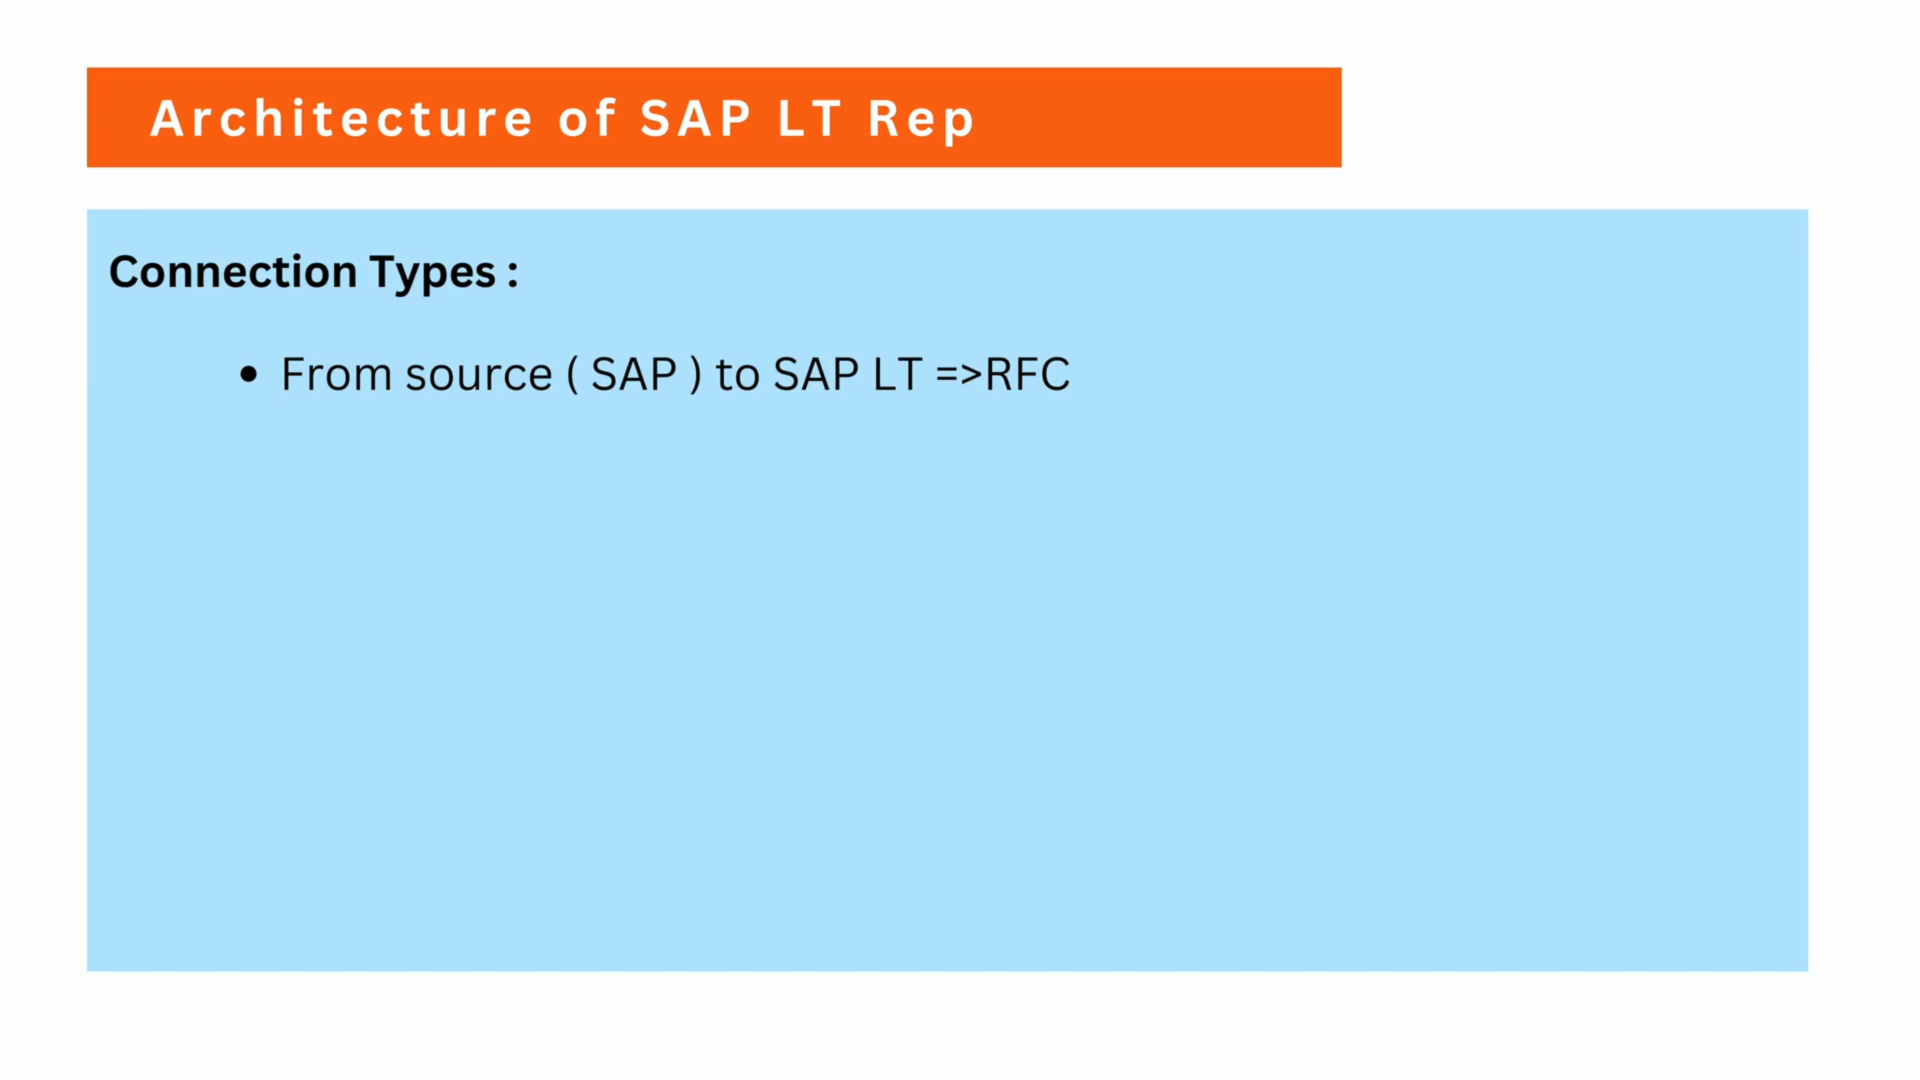 Architecture of SAP LT Rep
Connection Types :
• From source ( SAP ) to SAP LT =>RFC